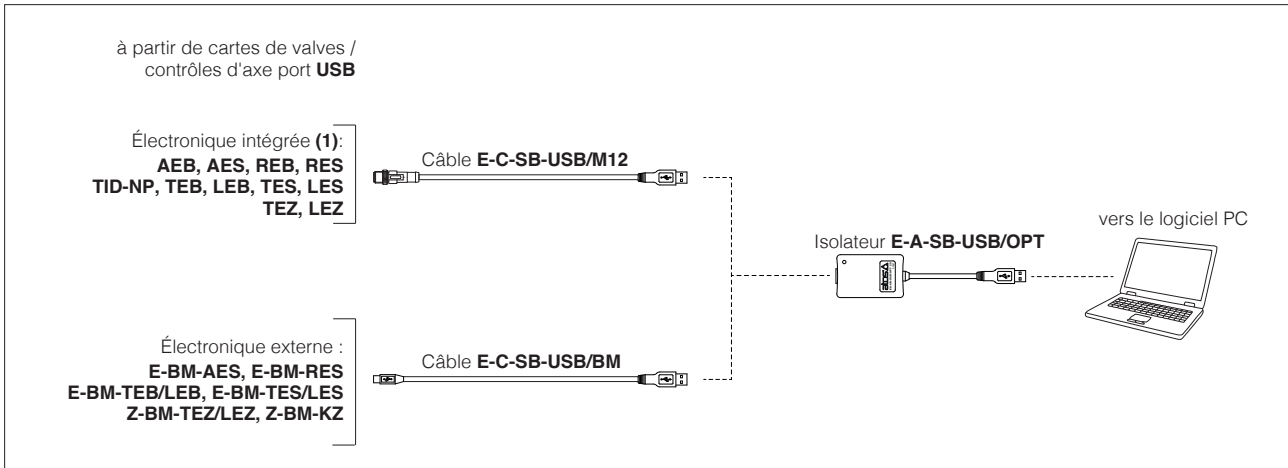 à partir de cartes de valves /
contrôles d'axe port USB
Électronique intégrée (1):
AEB, AES, REB, RES
TID-NP, TEB, LEB, TES, LES
TEZ, LEZ
Câble E-C-SB-USB/M12
Isolateur E-A-SB-USB/OPT
atos
vers le logiciel PC
Électronique externe :
E-BM-AES, E-BM-RES
E-BM-TEB/LEB, E-BM-TES/LES
Z-BM-TEZ/LEZ, Z-BM-KZ
Câble E-C-SB-USB/BM